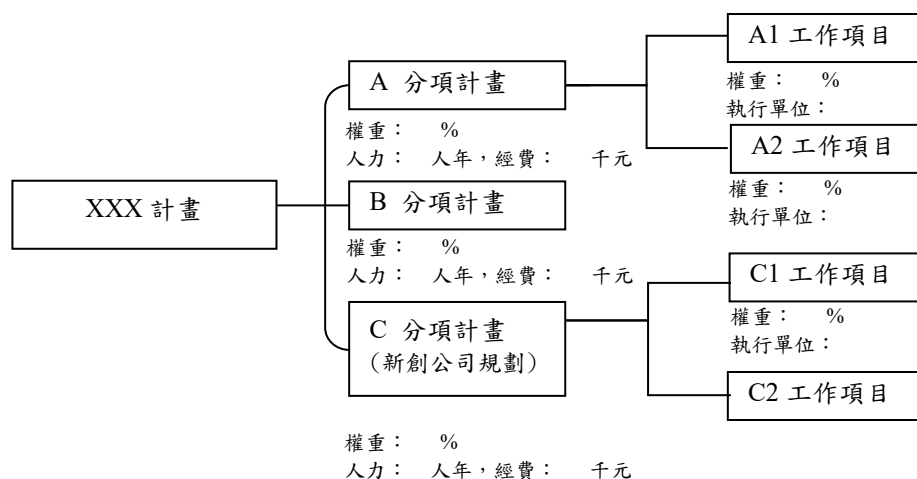 XXX 計畫
A 分項計畫
權重： %
人力： 人年，經費： 千元
B 分項計畫
權重： %
人力： 人年，經費： 千元
C 分項計畫
（新創公司規劃）
權重： %
人力： 人年，經費： 千元
A1 工作項目
權重： %
執行單位：
A2 工作項目
權重： %
執行單位：
C1 工作項目
權重： %
執行單位：
C2 工作項目